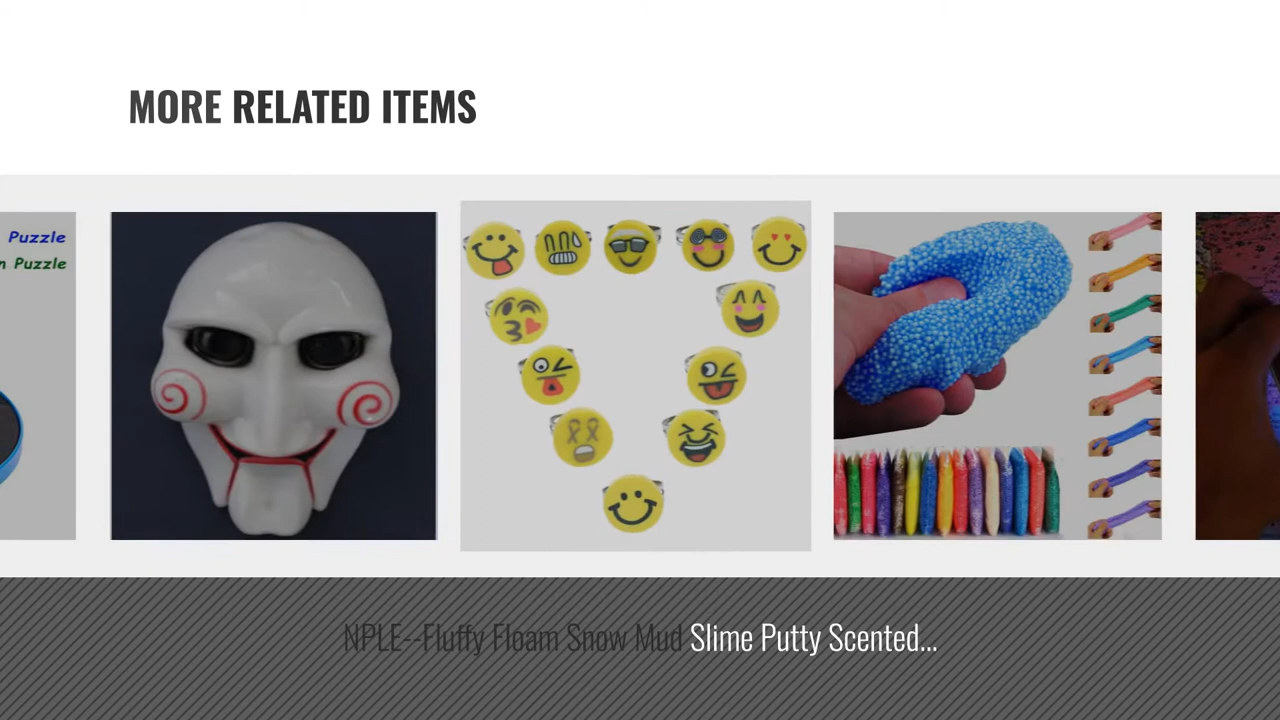 MORE RELATED ITEMS
Puzzle
n Puzzle
NPLE--Fluffy Floam Snow Mud Slime Putty Scented...